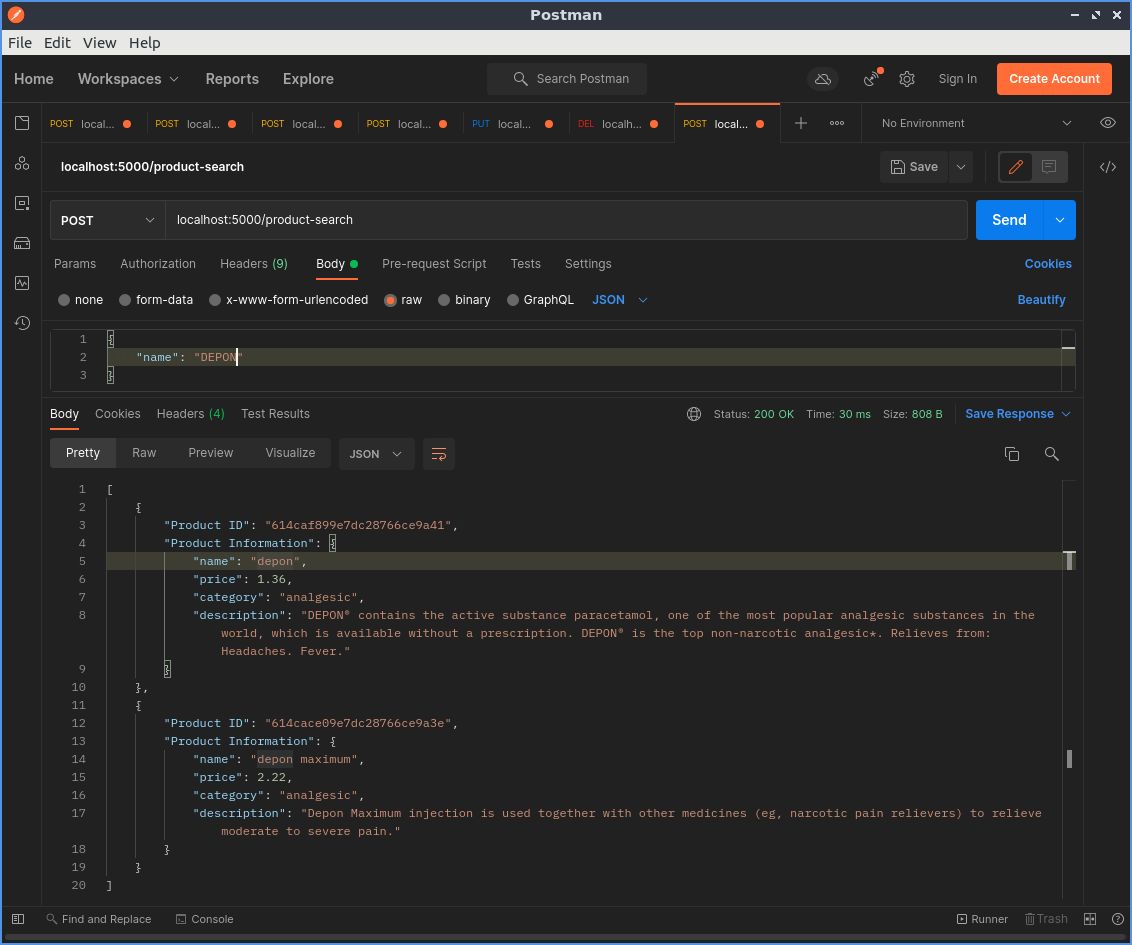 Postman
File Edit View Help
Home Workspaces Reports Explore Search Postman Sign In Create Account
POST local... POST local... POST local... POST local... PUT local... DEL localh... POST local... No Environment
localhost:5000/product-search Save
POST localhost:5000/product-search Send
Params Authorization Headers (9) Body Pre-request Script Tests Settings Cookies
none form-data x-www-form-urlencoded raw binary GraphQL JSON Beautify
1 {
2 "name": "DEPON"
3 }
Body Cookies Headers (4) Test Results Status: 200 OK Time: 30 ms Size: 808 B Save Response
Pretty Raw Preview Visualize JSON
1 [
2 {
3 "Product ID": "614caf899e7dc28766ce9a41",
4 "Product Information": {
5 "name": "depon",
6 "price": 1.36,
7 "category": "analgesic",
8 "description": "DEPON® contains the active substance paracetamol, one of the most popular analgesic substances in the
world, which is available without a prescription. DEPON® is the top non-narcotic analgesic*. Relieves from:
Headaches. Fever."
9 }
10 },
11 {
12 "Product ID": "614cace09e7dc28766ce9a3e",
13 "Product Information": {
14 "name": "depon maximum",
15 "price": 2.22,
16 "category": "analgesic",
17 "description": "Depon Maximum injection is used together with other medicines (eg, narcotic pain relievers) to relieve
moderate to severe pain."
18 }
19 }
20 ]
Find and Replace Console Runner Trash